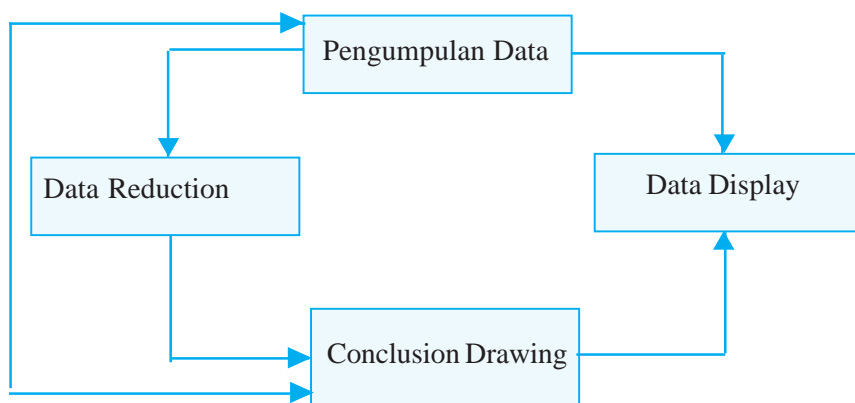 Pengumpulan Data
Data Reduction
Data Display
Conclusion Drawing